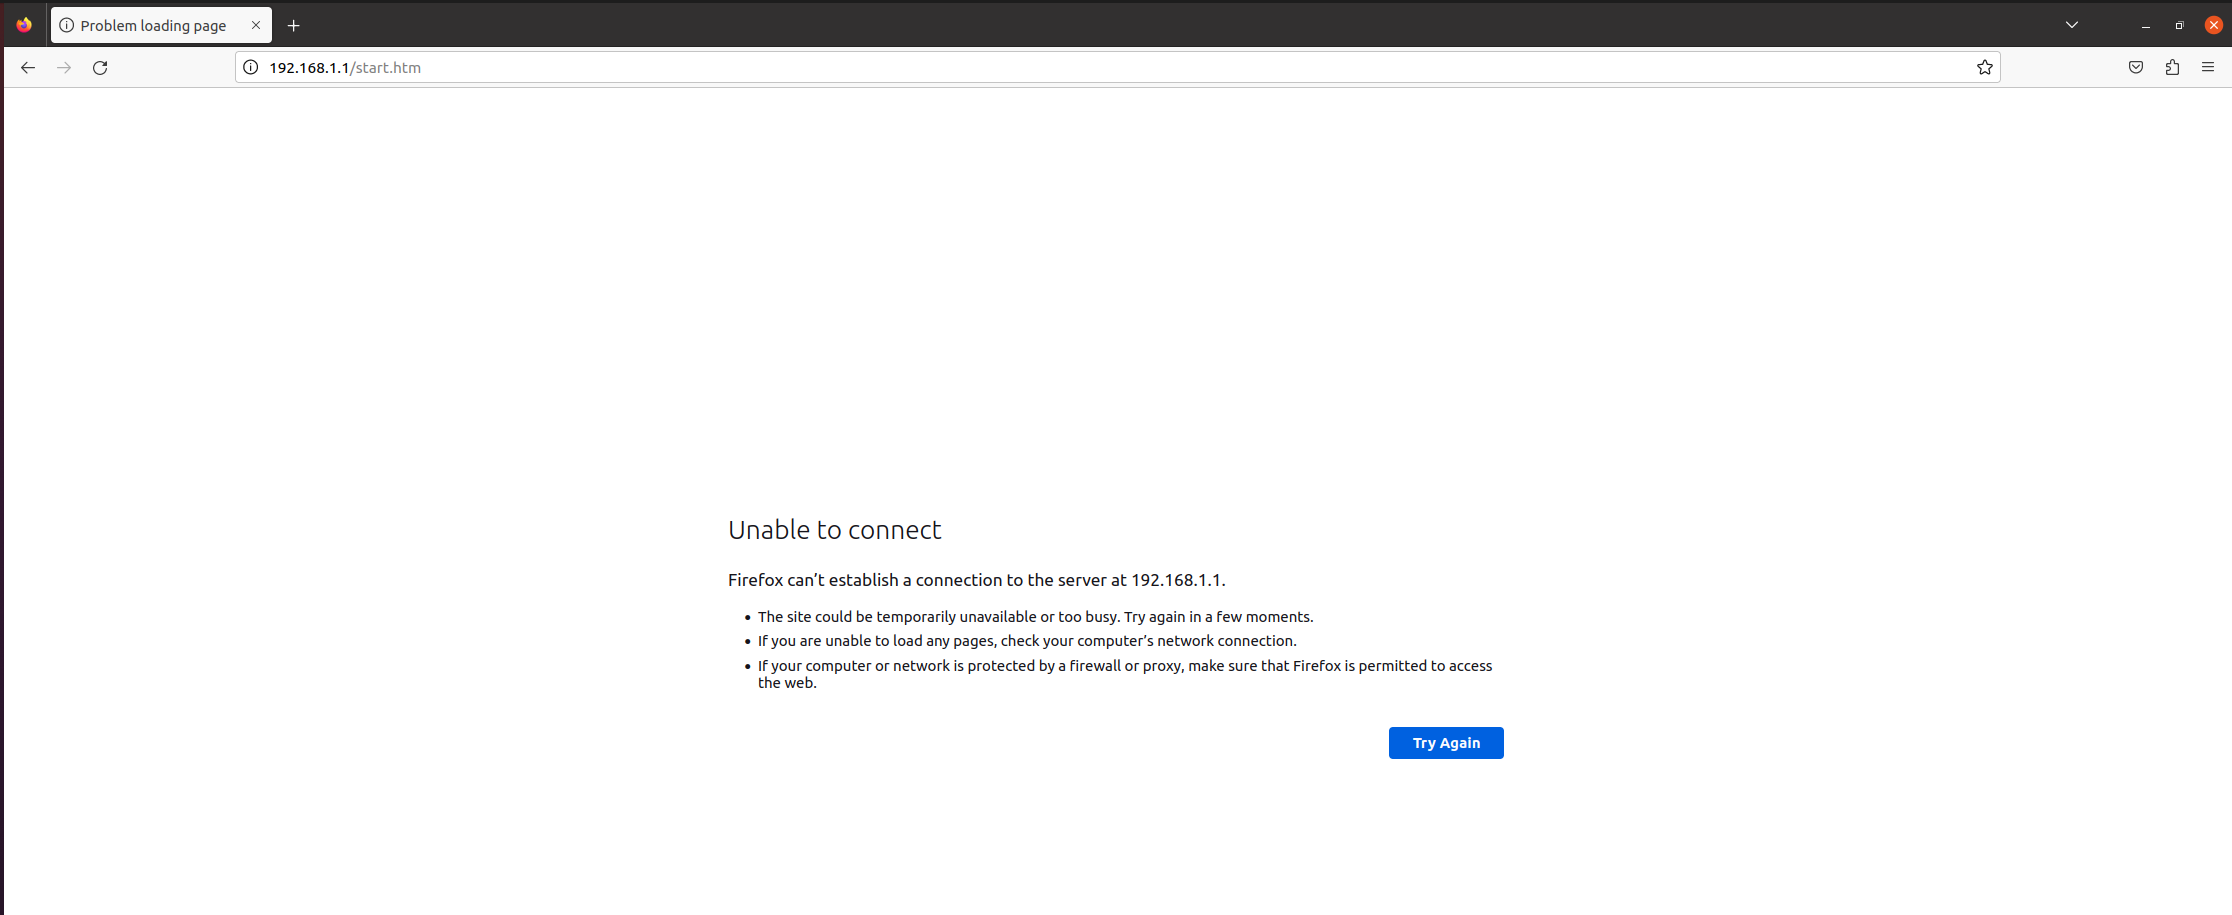 Problem loading page
192.168.1.1/start.htm
Unable to connect
Firefox can’t establish a connection to the server at 192.168.1.1.
• The site could be temporarily unavailable or too busy. Try again in a few moments.
• If you are unable to load any pages, check your computer’s network connection.
• If your computer or network is protected by a firewall or proxy, make sure that Firefox is permitted to access
the web.
Try Again